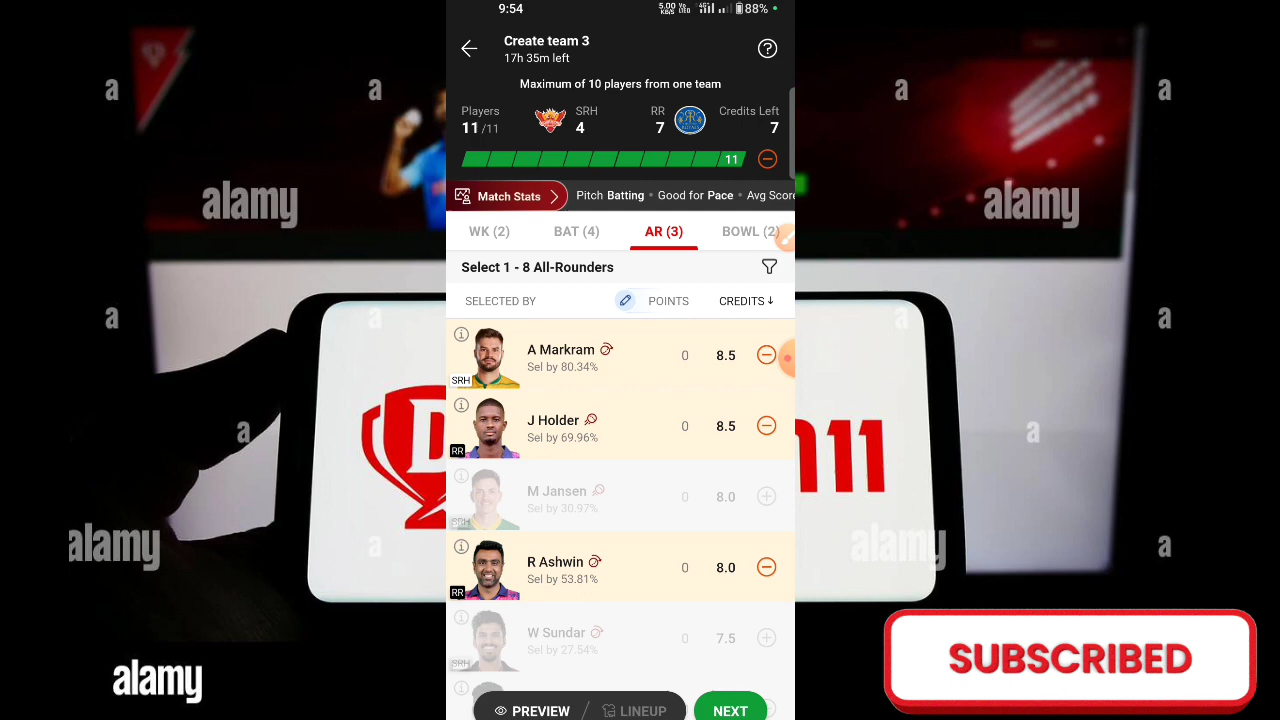 9:54
5.00 KB/S
88%
Create team 3
17h 35m left
Maximum of 10 players from one team
Players
SRH
RR
Credits Left
11/11
4
7
7
11
Match Stats
Pitch Batting • Good for Pace • Avg Score
WK (2)
BAT (4)
AR (3)
BOWL (2)
Select 1 - 8 All-Rounders
SELECTED BY
POINTS
CREDITS↓
A Markram
Sel by 80.34%
0
8.5
SRH
J Holder
Sel by 69.96%
0
8.5
RR
M Jansen
Sel by 30.97%
0
8.0
SRH
R Ashwin
Sel by 53.81%
0
8.0
RR
W Sundar
Sel by 27.54%
0
7.5
SRH
PREVIEW
LINEUP
NEXT
SUBSCRIBED
11
a
a
a
a
alamy
alamy
a
a
a
a
alamy
a
alamy
a
alamy